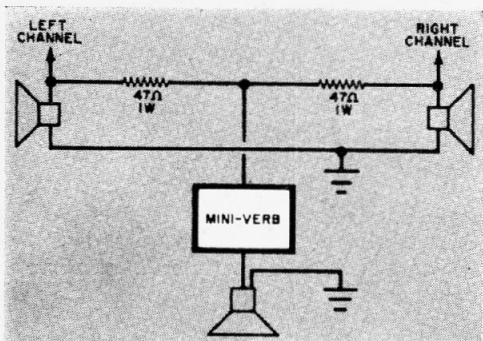 LEFT
CHANNEL
RIGHT
CHANNEL
47Ω
1W
47Ω
1W
MINI-VERB